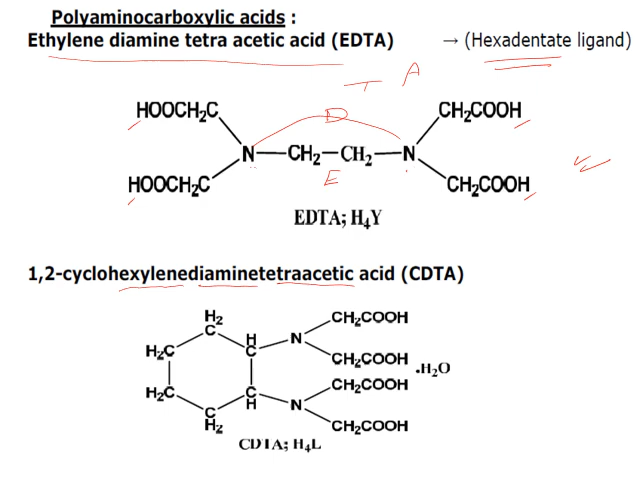 Polyaminocarboxylic acids :
Ethylene diamine tetra acetic acid (EDTA) → (Hexadentate ligand)
T A
HOOCH₂C D CH₂COOH
N—CH₂—CH₂—N
HOOCH₂C E CH₂COOH
EDTA; H₄Y
1,2-cyclohexylenediaminetetraacetic acid (CDTA)
H₂ CH₂COOH
C H N
H₂C C CH₂COOH
.H₂O
H₂C C CH₂COOH
C H N
H₂ CH₂COOH
CDTA; H₄L